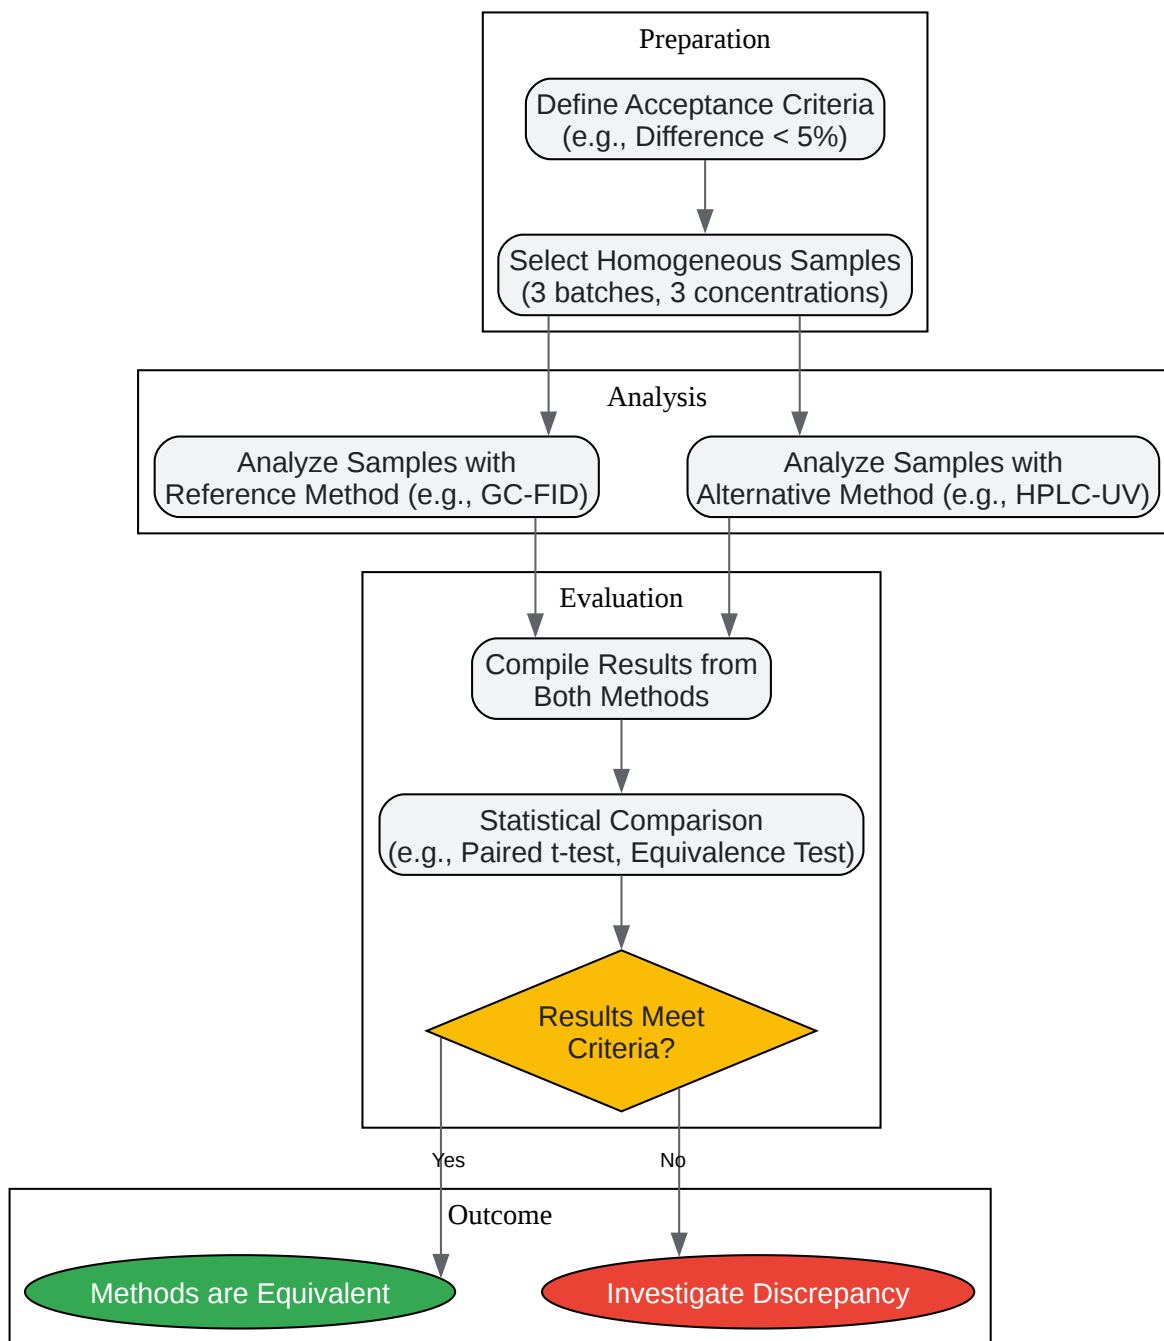 Preparation
Define Acceptance Criteria
(e.g., Difference < 5%)
Select Homogeneous Samples
(3 batches, 3 concentrations)
Analysis
Analyze Samples with
Reference Method (e.g., GC-FID)
Analyze Samples with
Alternative Method (e.g., HPLC-UV)
Evaluation
Compile Results from
Both Methods
Statistical Comparison
(e.g., Paired t-test, Equivalence Test)
Results Meet
Criteria?
Yes
No
Outcome
Methods are Equivalent
Investigate Discrepancy